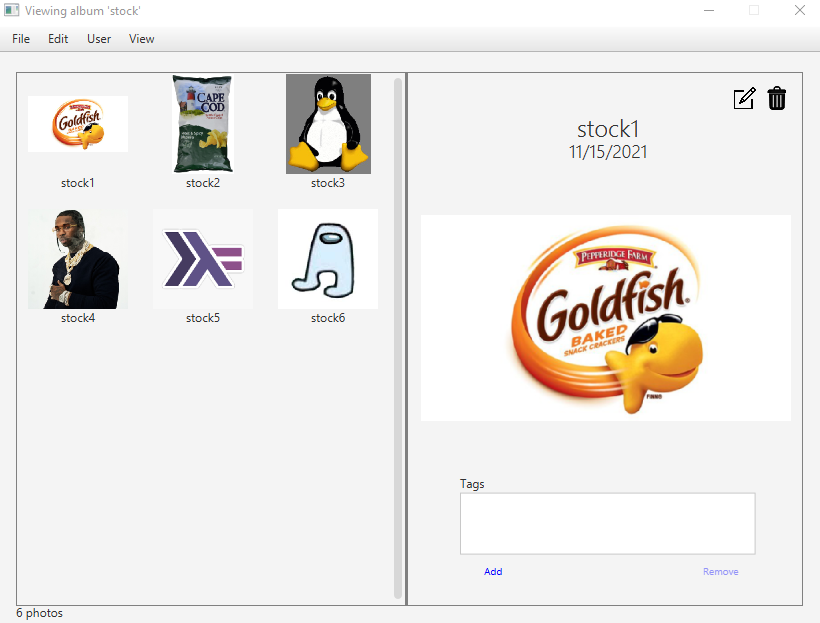 Viewing album 'stock'
File Edit User View
Goldfish
stock1
CAPE
COD
stock2
stock3
stock4
stock5
stock6
6 photos
stock1
11/15/2021
PEPPERIDGE FARM
Goldfish
BAKED
SNACK CRACKERS
Tags
Add Remove